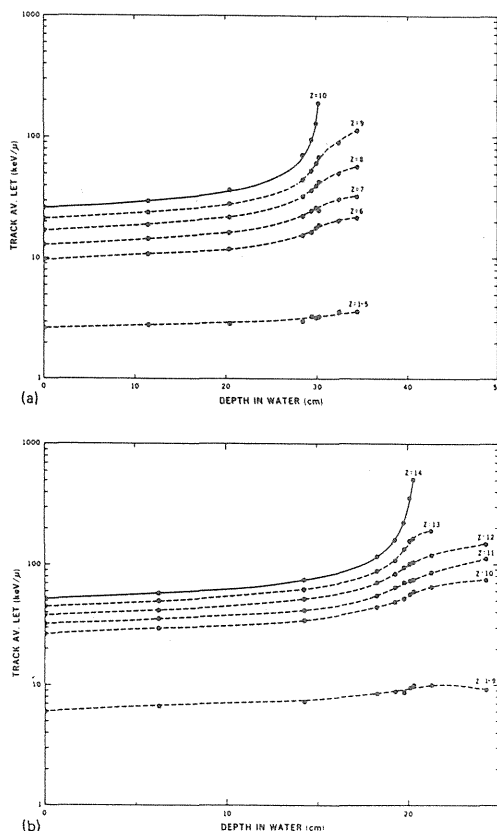 1000
Z=10
100
Z=9
Z=8
Z=7
Z=6
10
Z=1-5
1
0
10
20
30
40
50
TRACK AV. LET (keV/μ)
DEPTH IN WATER (cm)
(a)
1000
Z=14
Z=13
Z=12
100
Z=11
Z=10
10
Z=1-9
1
0
10
20
TRACK AV. LET (keV/μ)
DEPTH IN WATER (cm)
(b)